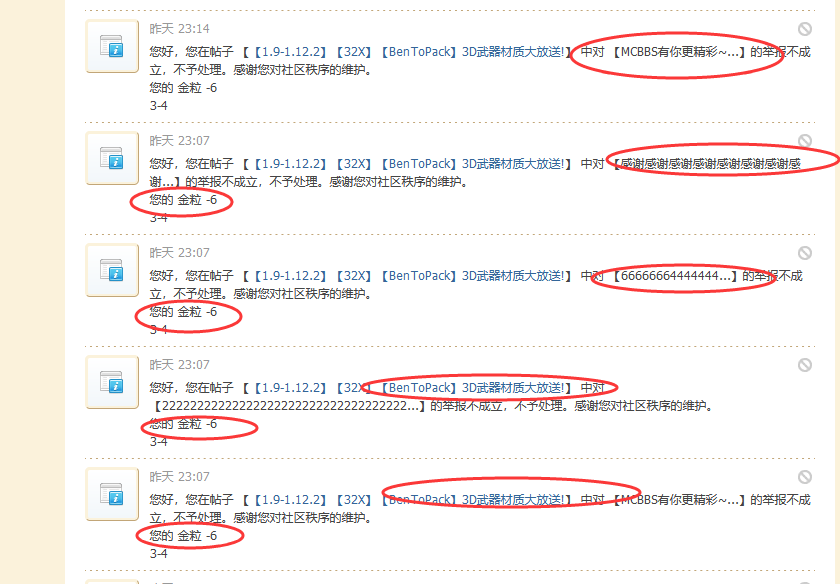 昨天 23:14
您好，您在帖子 【【1.9-1.12.2】【32X】【BenToPack】3D武器材质大放送!】 中对 【MCBBS有你更精彩~...】的举报不成
立，不予处理。感谢您对社区秩序的维护。
您的 金粒 -6
3-4
昨天 23:07
您好，您在帖子 【【1.9-1.12.2】【32X】【BenToPack】3D武器材质大放送!】 中对 【感谢感谢感谢感谢感谢感谢感谢感
谢...】的举报不成立，不予处理。感谢您对社区秩序的维护。
您的 金粒 -6
3-4
昨天 23:07
您好，您在帖子 【【1.9-1.12.2】【32X】【BenToPack】3D武器材质大放送!】 中对 【66666664444444...】的举报不成
立，不予处理。感谢您对社区秩序的维护。
您的 金粒 -6
3-4
昨天 23:07
您好，您在帖子 【【1.9-1.12.2】【32X】【BenToPack】3D武器材质大放送!】 中对
【222222222222222222222222222222222222...】的举报不成立，不予处理。感谢您对社区秩序的维护。
您的 金粒 -6
3-4
昨天 23:07
您好，您在帖子 【【1.9-1.12.2】【32X】【BenToPack】3D武器材质大放送!】 中对 【MCBBS有你更精彩~...】的举报不成
立，不予处理。感谢您对社区秩序的维护。
您的 金粒 -6
3-4